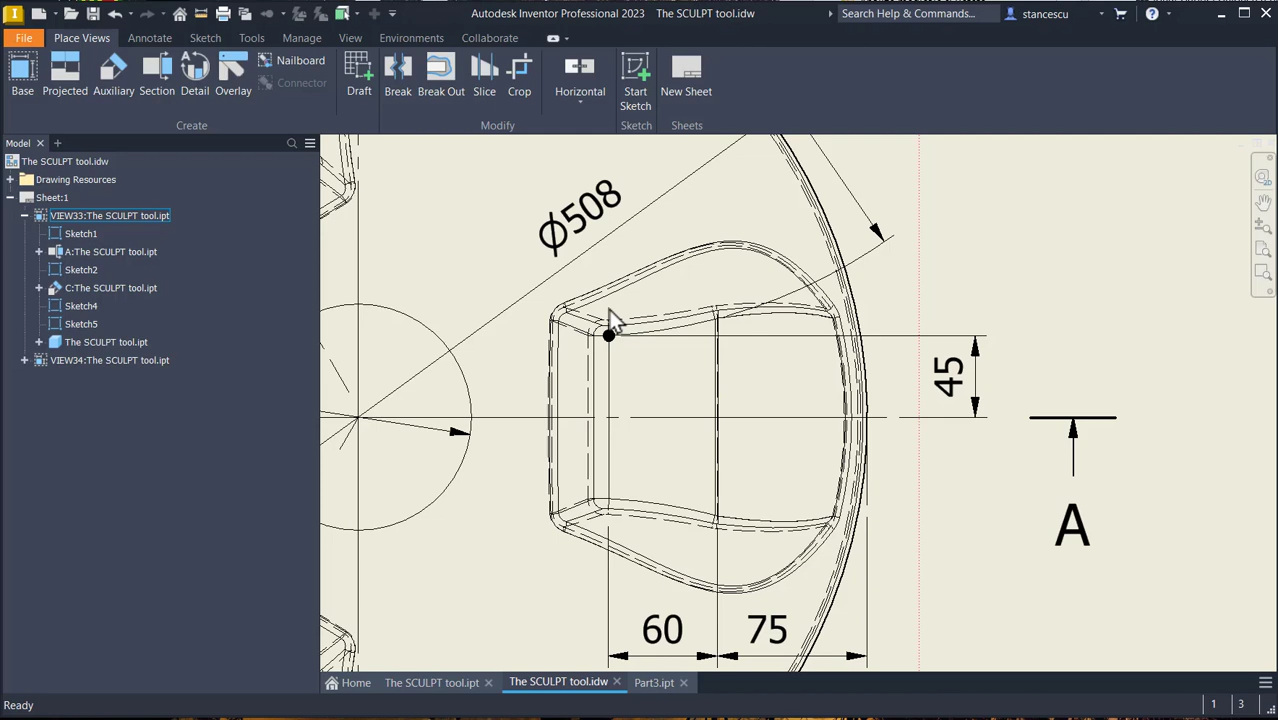 Autodesk Inventor Professional 2023 The SCULPT tool.idw
Search Help & Commands...
stancescu
File Place Views Annotate Sketch Tools Manage View Environments Collaborate
Base Projected Auxiliary Section Detail Overlay
Nailboard
Connector
Draft
Break Break Out Slice Crop
Horizontal
Start
Sketch
New Sheet
Create Modify Sketch Sheets
Model
The SCULPT tool.idw
Drawing Resources
Sheet:1
VIEW33:The SCULPT tool.ipt
Sketch1
A:The SCULPT tool.ipt
Sketch2
C:The SCULPT tool.ipt
Sketch4
Sketch5
The SCULPT tool.ipt
VIEW34:The SCULPT tool.ipt
Ø508
45
A
60 75
Home The SCULPT tool.ipt The SCULPT tool.idw Part3.ipt
Ready 1 3